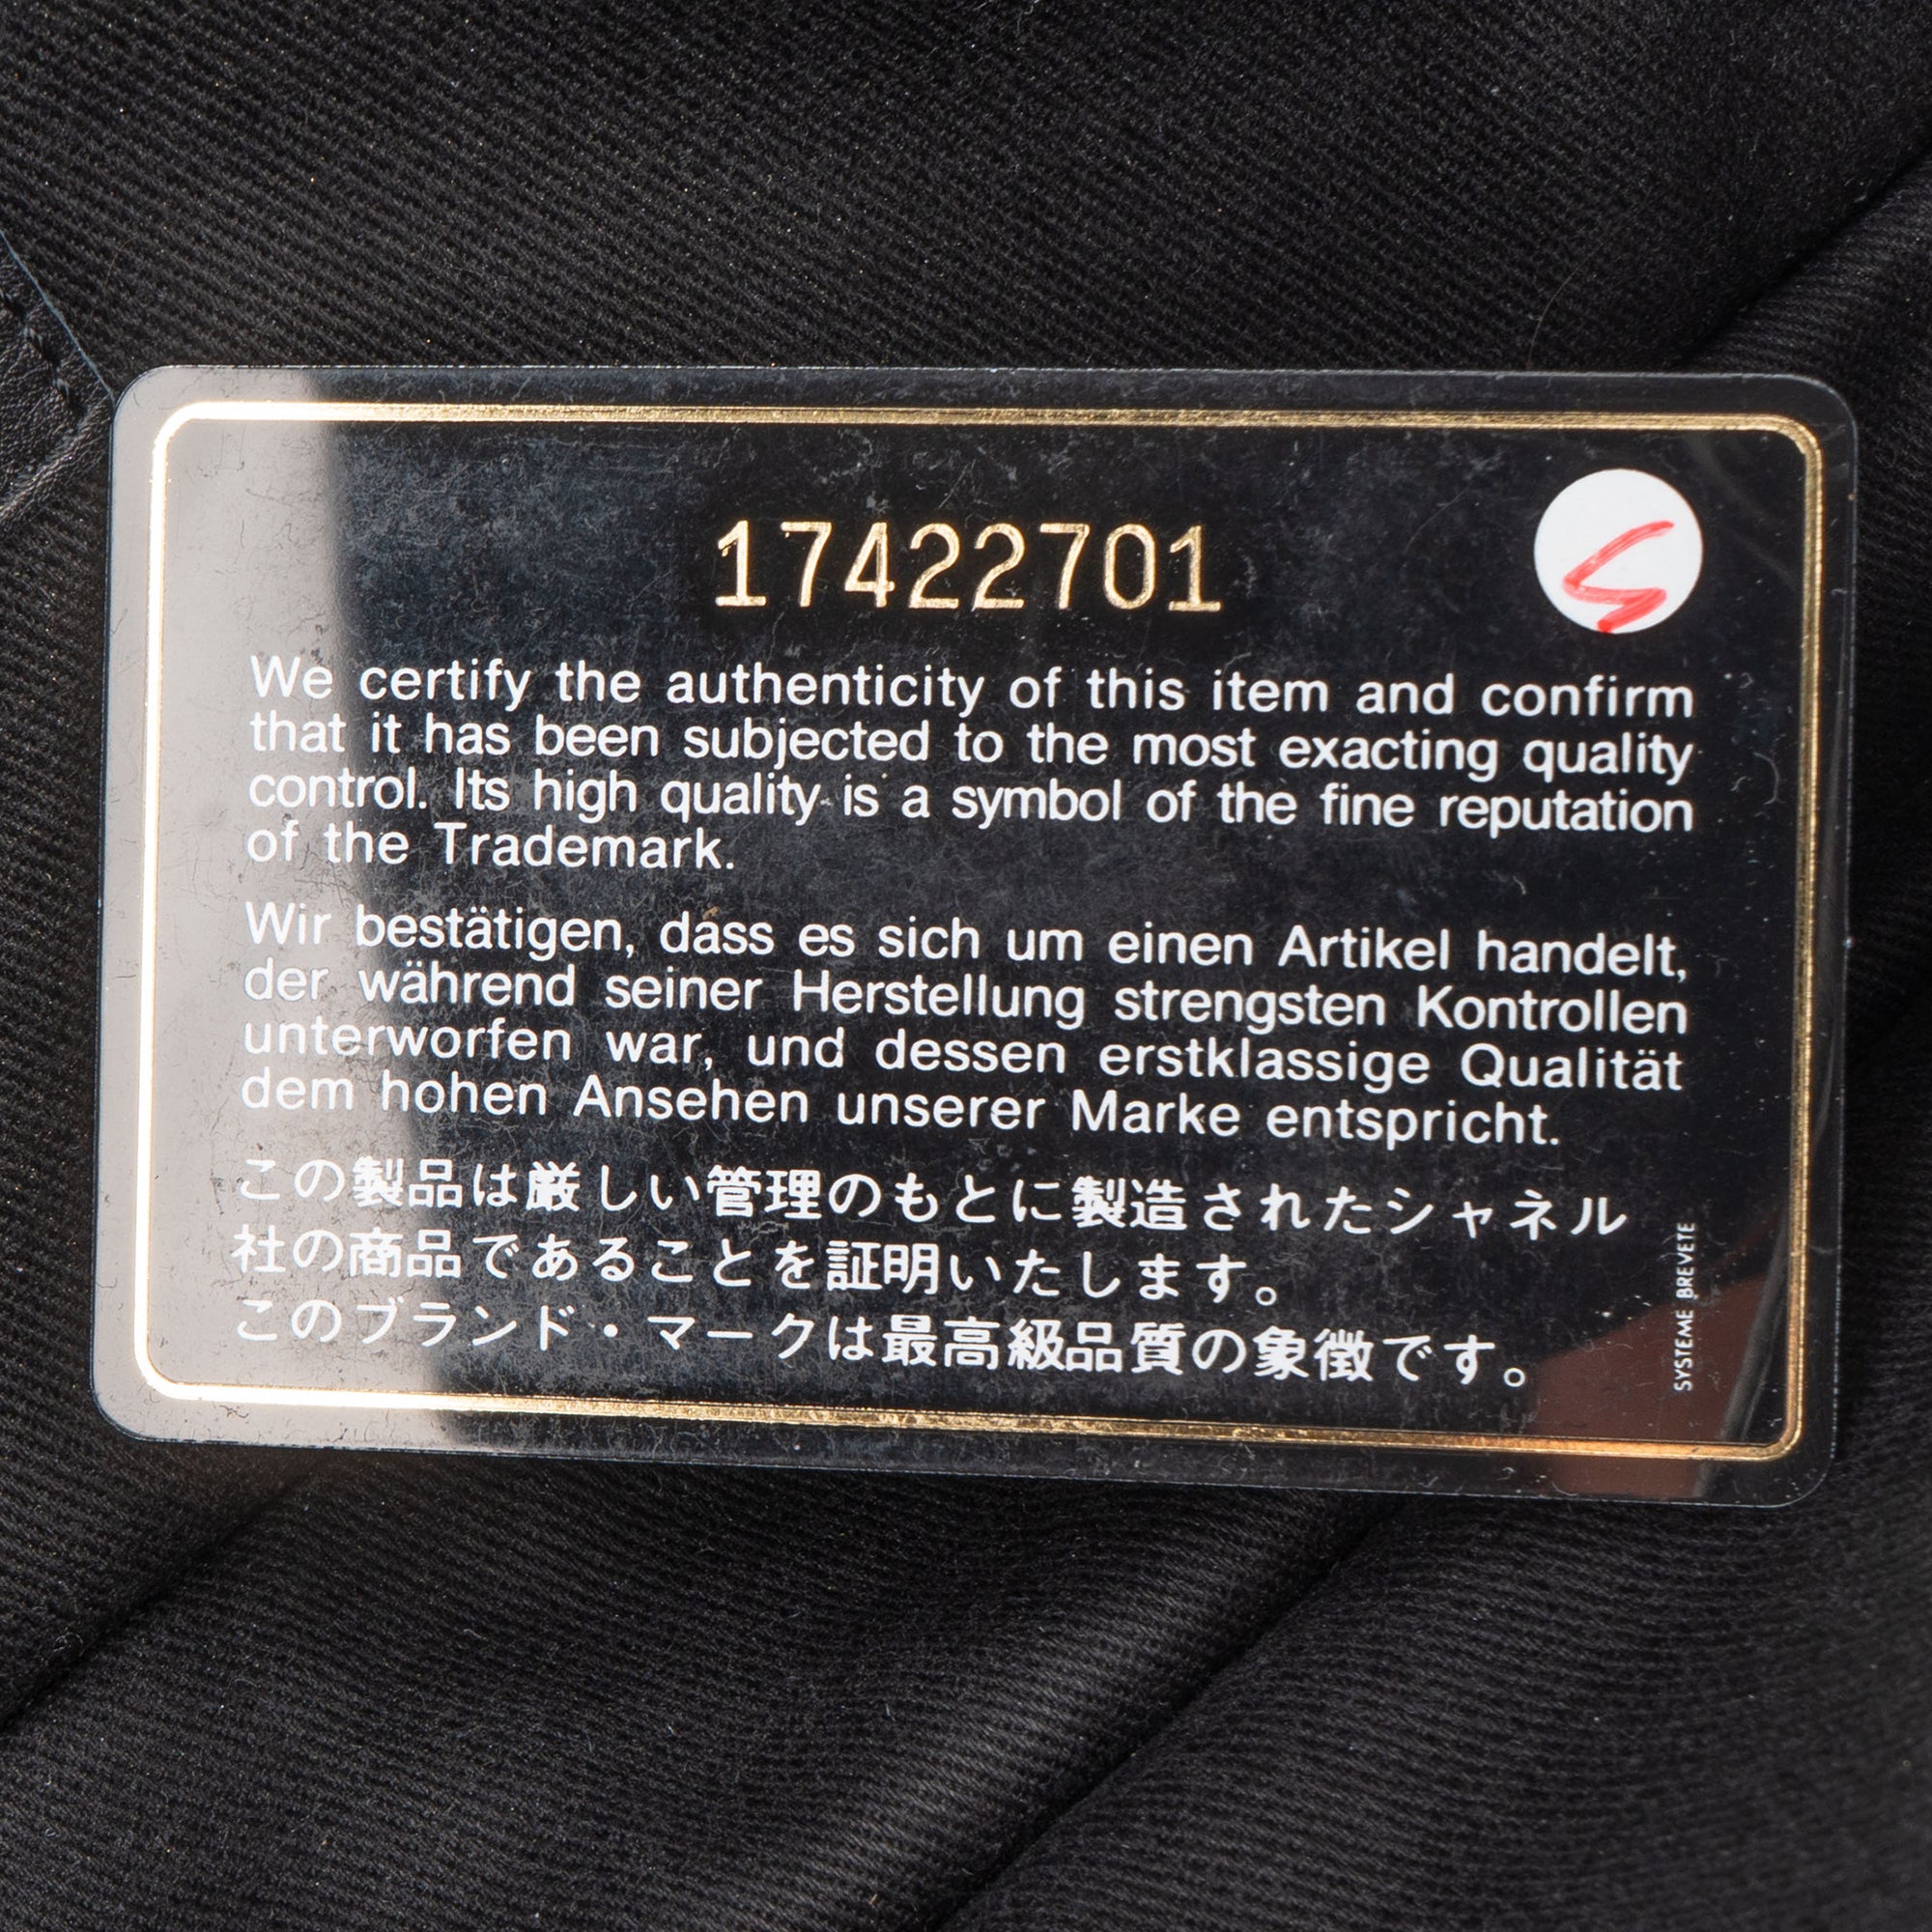 17422701
We certify the authenticity of this item and confirm
that it has been subjected to the most exacting quality
control. Its high quality is a symbol of the fine reputation
of the Trademark.
Wir bestätigen, dass es sich um einen Artikel handelt,
der während seiner Herstellung strengsten Kontrollen
unterworfen war, und dessen erstklassige Qualität
dem hohen Ansehen unserer Marke entspricht.
この製品は厳しい管理のもとに製造されたシャネル
社の商品であることを証明いたします。
このブランド・マークは最高級品質の象徴です。
SYSTEME BREVETE